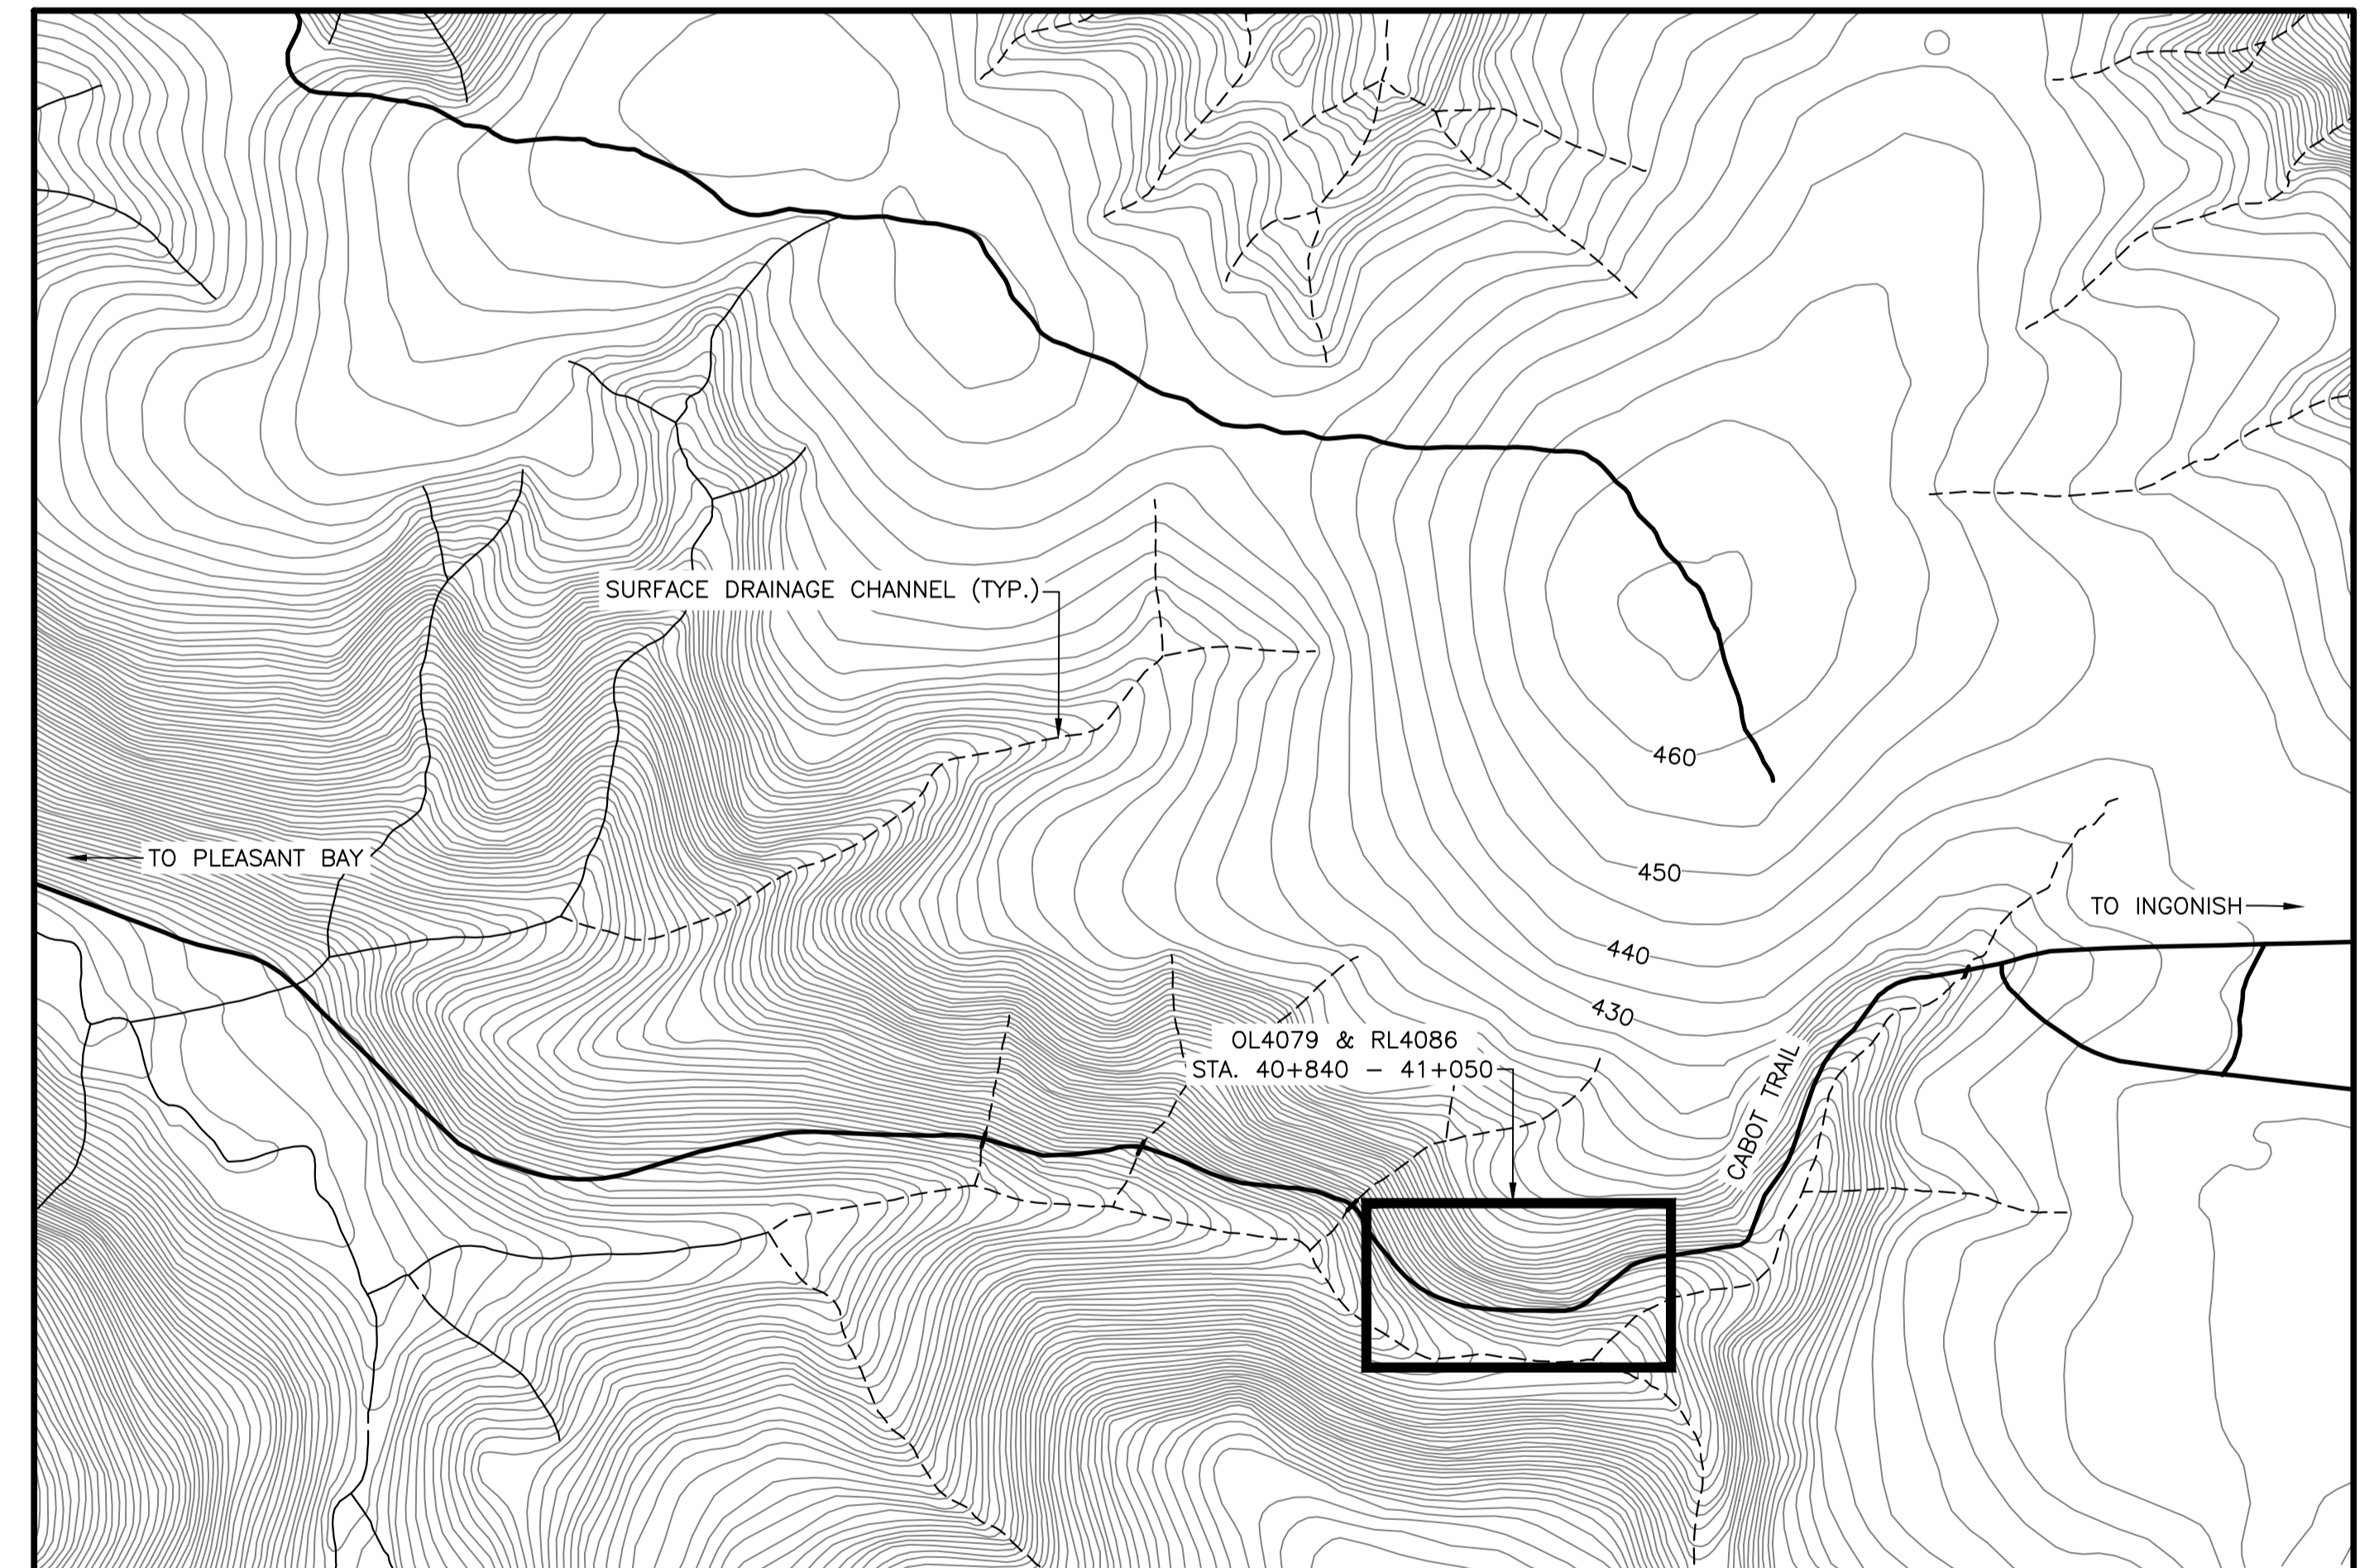 SURFACE DRAINAGE CHANNEL (TYP.)
460
TO PLEASANT BAY
450
TO INGONISH
440
430
OL4079 & RL4086
STA. 40+840 - 41+050
CABOT TRAIL